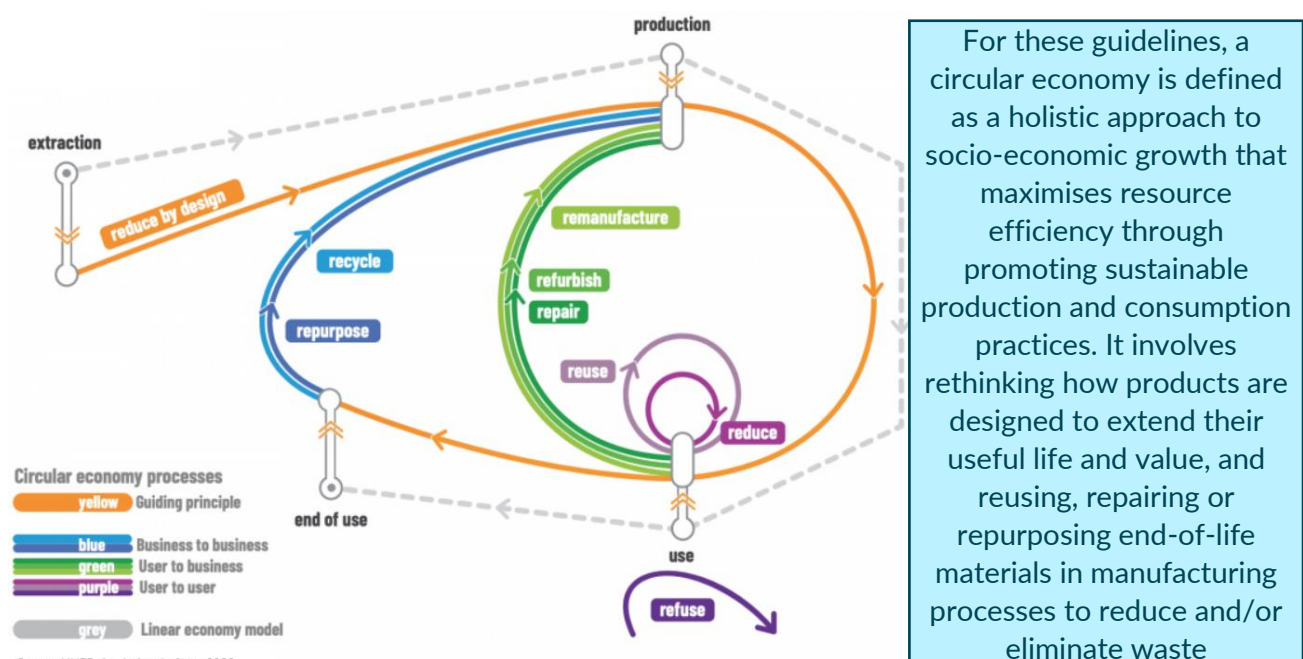 production
extraction
reduce by design
remanufacture
recycle
refurbish
repair
repurpose
reuse
reduce
end of use
use
refuse
Circular economy processes
yellow Guiding principle
blue Business to business
green User to business
purple User to user
grey Linear economy model
For these guidelines, a
circular economy is defined
as a holistic approach to
socio-economic growth that
maximises resource
efficiency through
promoting sustainable
production and consumption
practices. It involves
rethinking how products are
designed to extend their
useful life and value, and
reusing, repairing or
repurposing end-of-life
materials in manufacturing
processes to reduce and/or
eliminate waste